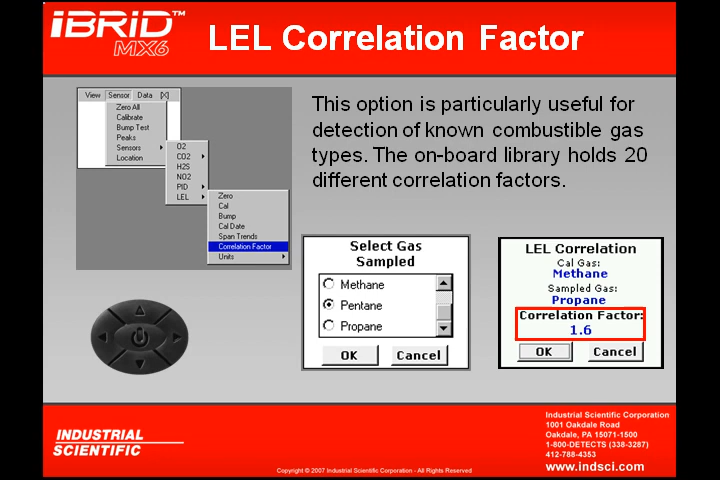 iBRiD™
MX6
LEL Correlation Factor
View Sensor Data [X]
Zero All
Calibrate
Bump Test
Peaks
Sensors
Location
O2
CO2
H2S
NO2
PID
LEL
Zero
Cal
Bump
Cal Date
Span Trends
Correlation Factor
Units
This option is particularly useful for
detection of known combustible gas
types. The on-board library holds 20
different correlation factors.
Select Gas
Sampled
Methane
Pentane
Propane
OK Cancel
LEL Correlation
Cal Gas:
Methane
Sampled Gas:
Propane
Correlation Factor:
1.6
OK Cancel
INDUSTRIAL
SCIENTIFIC
Copyright © 2007 Industrial Scientific Corporation - All Rights Reserved
Industrial Scientific Corporation
1001 Oakdale Road
Oakdale, PA 15071-1500
1-800-DETECTS (338-3287)
412-788-4353
www.indsci.com